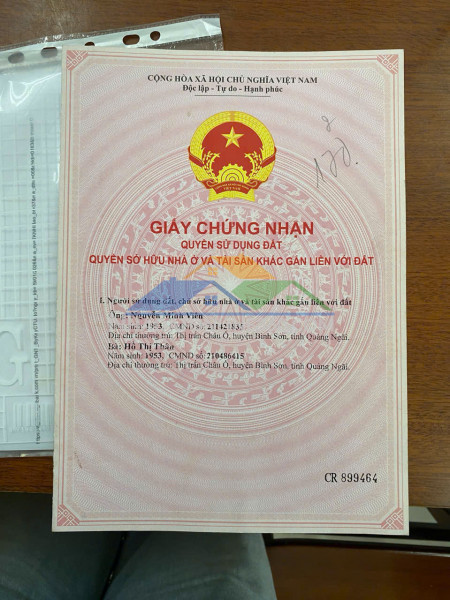 CỘNG HÒA XÃ HỘI CHỦ NGHĨA VIỆT NAM
Độc lập - Tự do - Hạnh phúc
GIẤY CHỨNG NHẬN
QUYỀN SỬ DỤNG ĐẤT
QUYỀN SỞ HỮU NHÀ Ở VÀ TÀI SẢN KHÁC GẮN LIỀN VỚI ĐẤT
I. Người sử dụng đất, chủ sở hữu nhà ở và tài sản khác gắn liền với đất
Ông: Nguyễn Minh Viên
CMND số:
Địa chỉ thường trú: Thị trấn Châu Ổ, huyện Bình Sơn, tỉnh Quảng Ngãi.
Bà: Hồ Thị Thảo
Năm sinh: 1953, CMND số: 210486615
Địa chỉ thường trú: Thị trấn Châu Ổ, huyện Bình Sơn, tỉnh Quảng Ngãi.
CR 899464